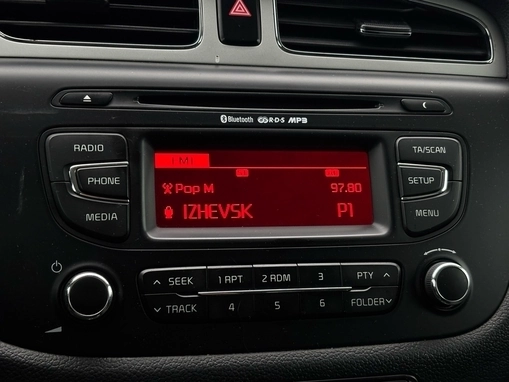 Bluetooth R·D·S MP3
RADIO
TA/SCAN
FM1
PHONE
Pop M 97.80
SETUP
MEDIA
IZHEVSK P1
MENU
SEEK 1 RPT 2 RDM 3 PTY
TRACK 4 5 6 FOLDER